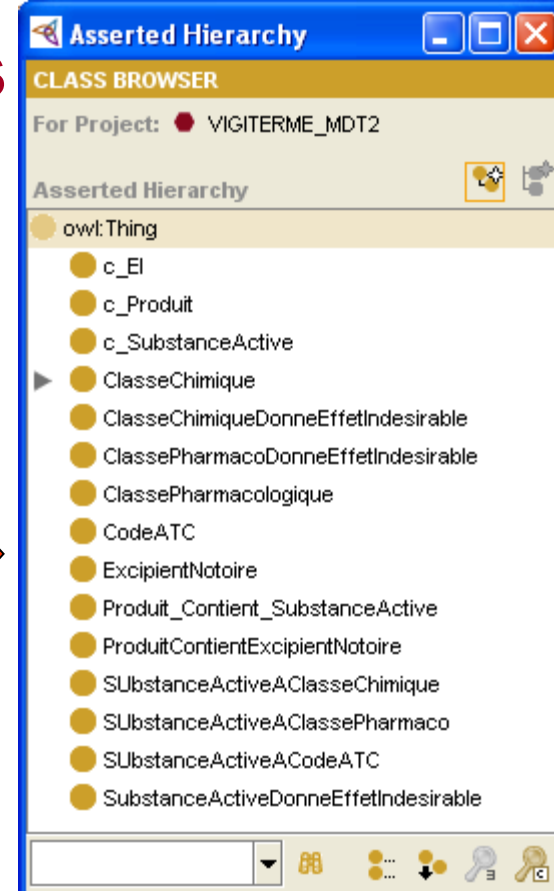 Asserted Hierarchy
S
CLASS BROWSER
For Project: VIGITERME_MDT2
Asserted Hierarchy
owl:Thing
c_EI
c_Produit
c_SubstanceActive
ClasseChimique
ClasseChimiqueDonneEffetIndesirable
ClassePharmacoDonneEffetIndesirable
ClassePharmacologique
CodeATC
ExcipientNotoire
Produit_Contient_SubstanceActive
ProduitContientExcipientNotoire
SUbstanceActiveAClasseChimique
SUbstanceActiveAClassePharmaco
SUbstanceActiveACodeATC
SubstanceActiveDonneEffetIndesirable